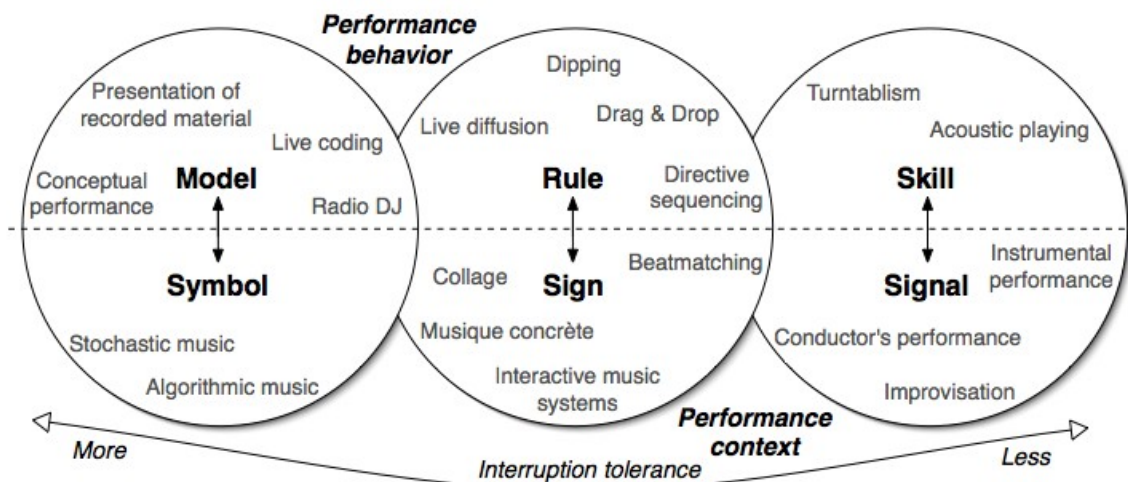 Performance
behavior
Presentation of
recorded material
Live coding
Conceptual
performance
Model
Radio DJ
Symbol
Stochastic music
Algorithmic music
Dipping
Live diffusion
Drag & Drop
Rule
Directive
sequencing
Collage
Sign
Beatmatching
Musique concrète
Interactive music
systems
Turntablism
Acoustic playing
Skill
Signal
Instrumental
performance
Conductor's performance
Improvisation
Performance
context
More
Interruption tolerance
Less